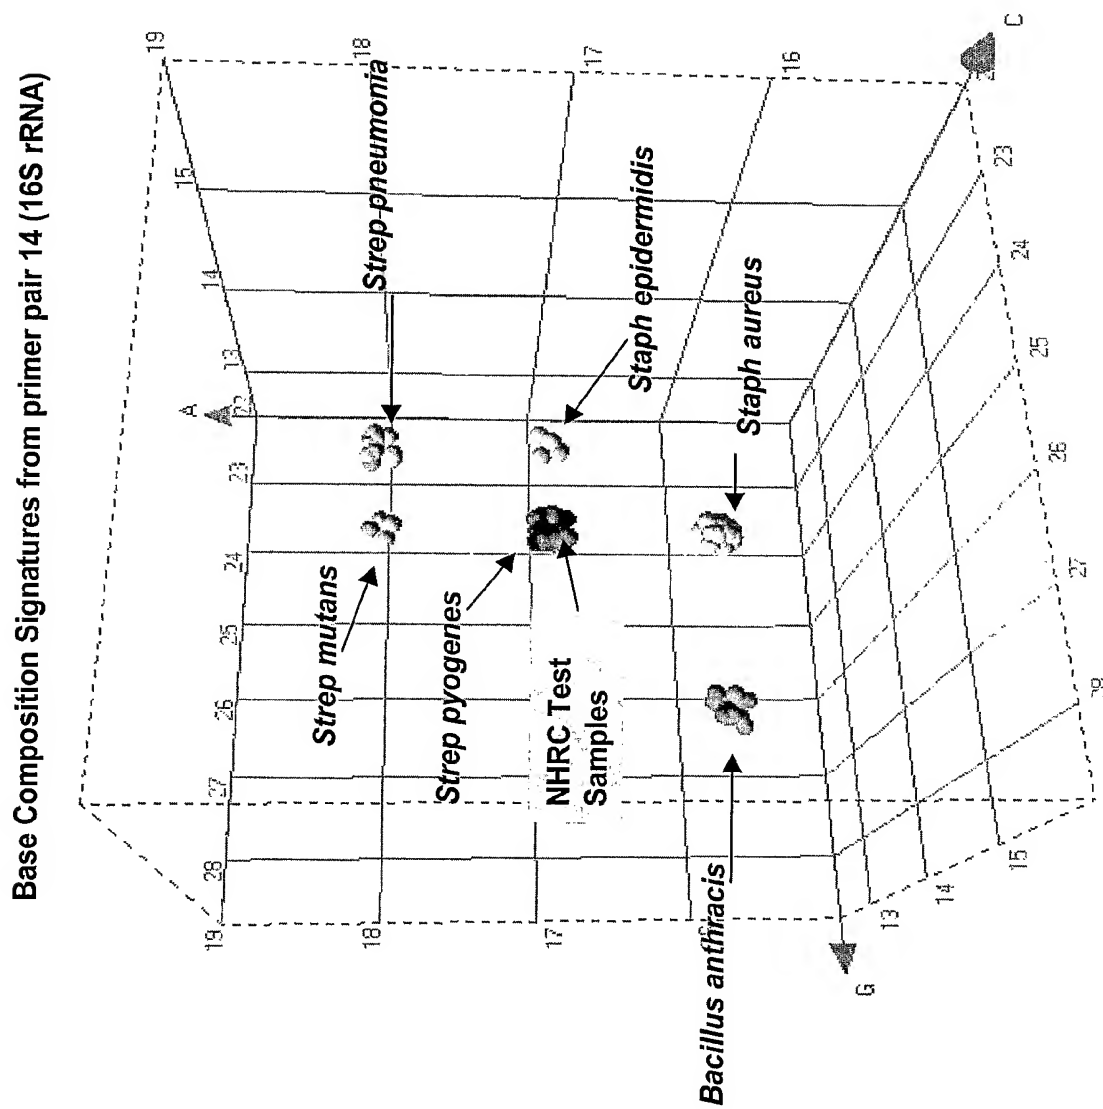 Base Composition Signatures from primer pair 14 (16S rRNA)
A
19
18
17
16
15
14
13
22
23
24
25
26
27
28
19
18
17
Strep-pneumonia
Strep mutans
Staph epidermidis
Strep pyogenes
NHRC Test
Samples
Staph aureus
Bacillus anthracis
C
23
24
25
26
27
28
G
13
14
15